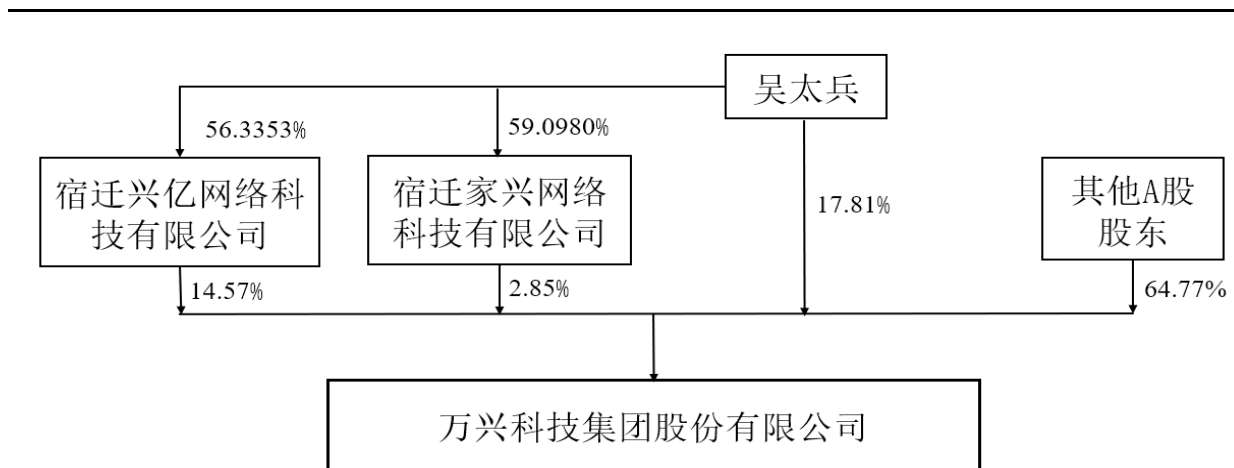 吴太兵
56.3353%
59.0980%
宿迁兴亿网络科
技有限公司
宿迁家兴网络
科技有限公司
17.81%
其他A股
股东
14.57%
2.85%
64.77%
万兴科技集团股份有限公司